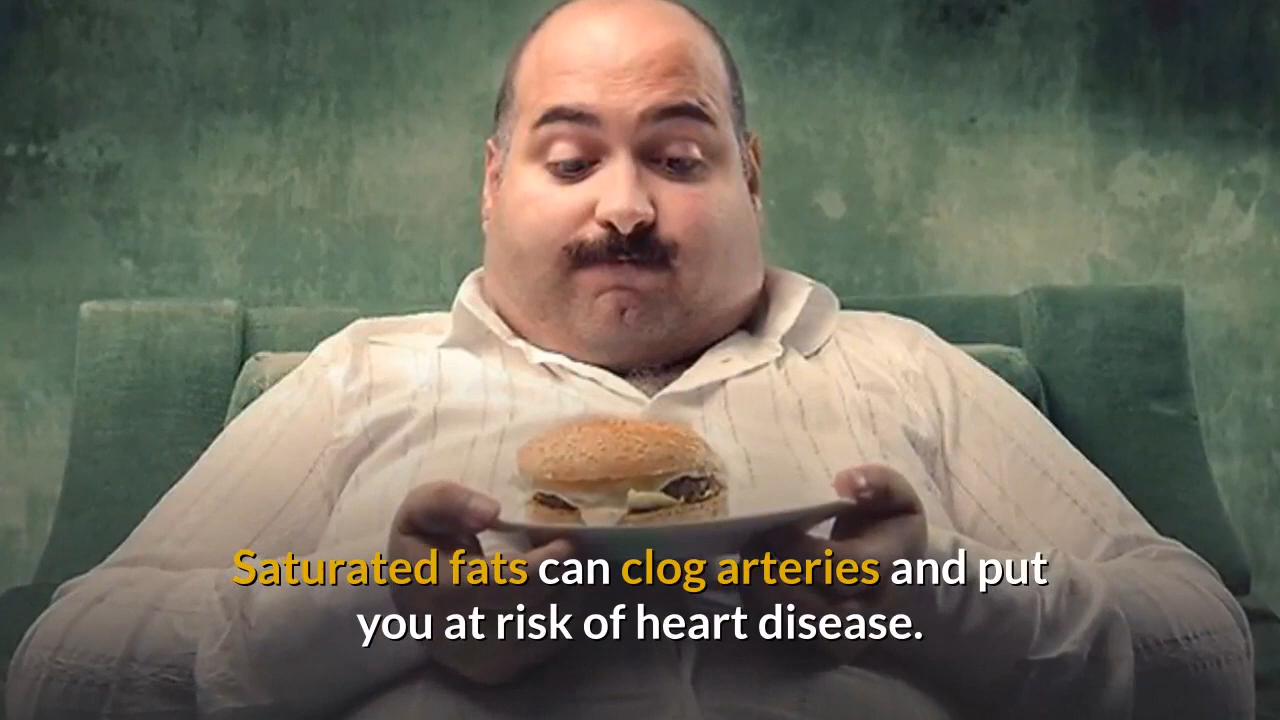 Saturated fats can clog arteries and put
you at risk of heart disease.